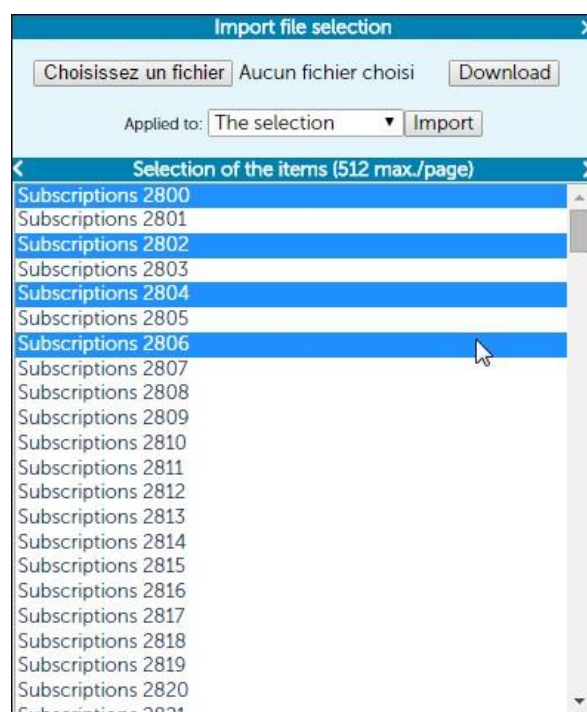 Import file selection
Choisissez un fichier Aucun fichier choisi Download
Applied to: The selection Import
Selection of the items (512 max./page)
Subscriptions 2800
Subscriptions 2801
Subscriptions 2802
Subscriptions 2803
Subscriptions 2804
Subscriptions 2805
Subscriptions 2806
Subscriptions 2807
Subscriptions 2808
Subscriptions 2809
Subscriptions 2810
Subscriptions 2811
Subscriptions 2812
Subscriptions 2813
Subscriptions 2814
Subscriptions 2815
Subscriptions 2816
Subscriptions 2817
Subscriptions 2818
Subscriptions 2819
Subscriptions 2820